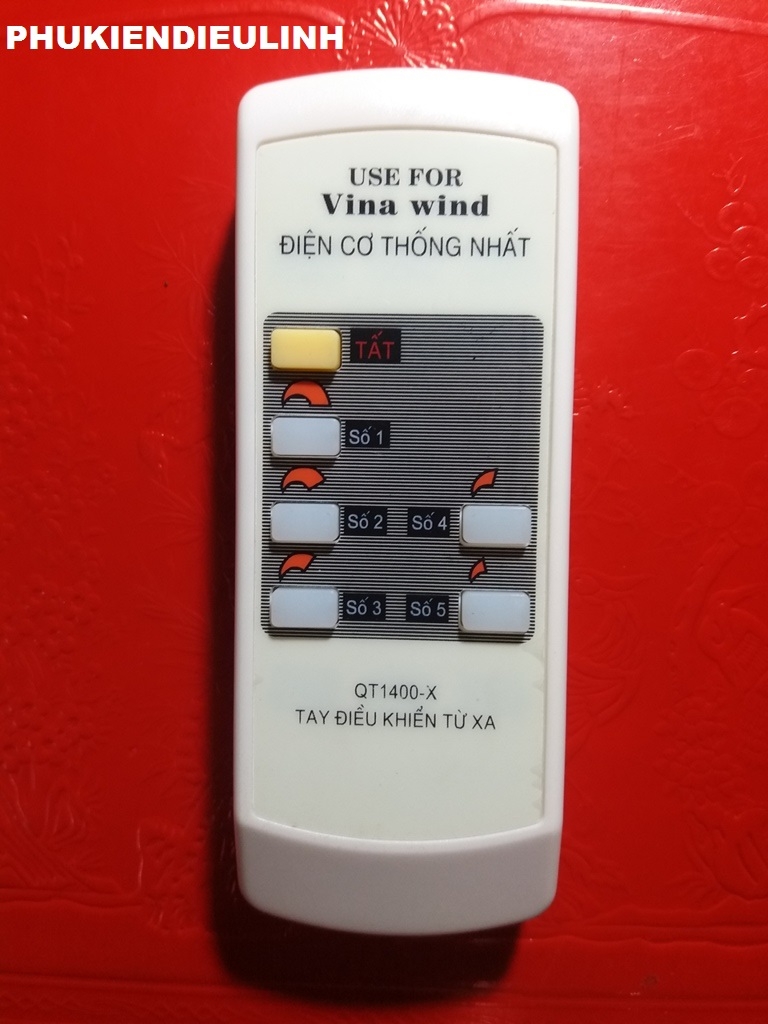 PHUKIENDIEULINH
USE FOR
Vina wind
ĐIỆN CƠ THỐNG NHẤT
TẤT
Số 1
Số 2 Số 4
Số 3 Số 5
QT1400-X
TAY ĐIỀU KHIỂN TỪ XA